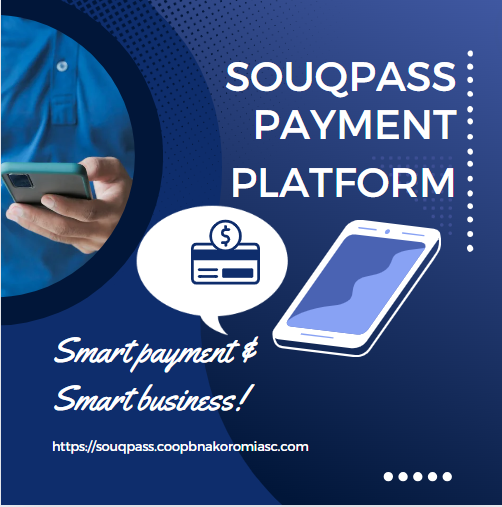 SOUQPASS
PAYMENT
PLATFORM
$
Smart payment &
Smart business!
https://souqpass.coopbnakoromiasc.com